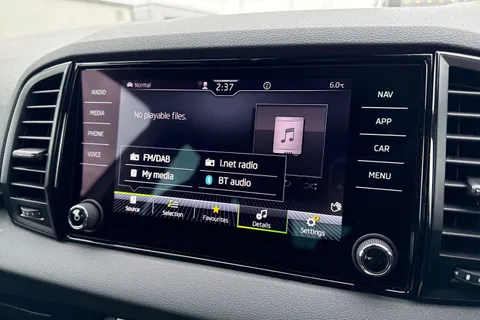 Normal 2:37 6.0°C
RADIO
MEDIA
PHONE
VOICE
No playable files.
FM/DAB I.net radio
My media BT audio
Source Selection Favourites Details Settings
NAV
APP
CAR
MENU